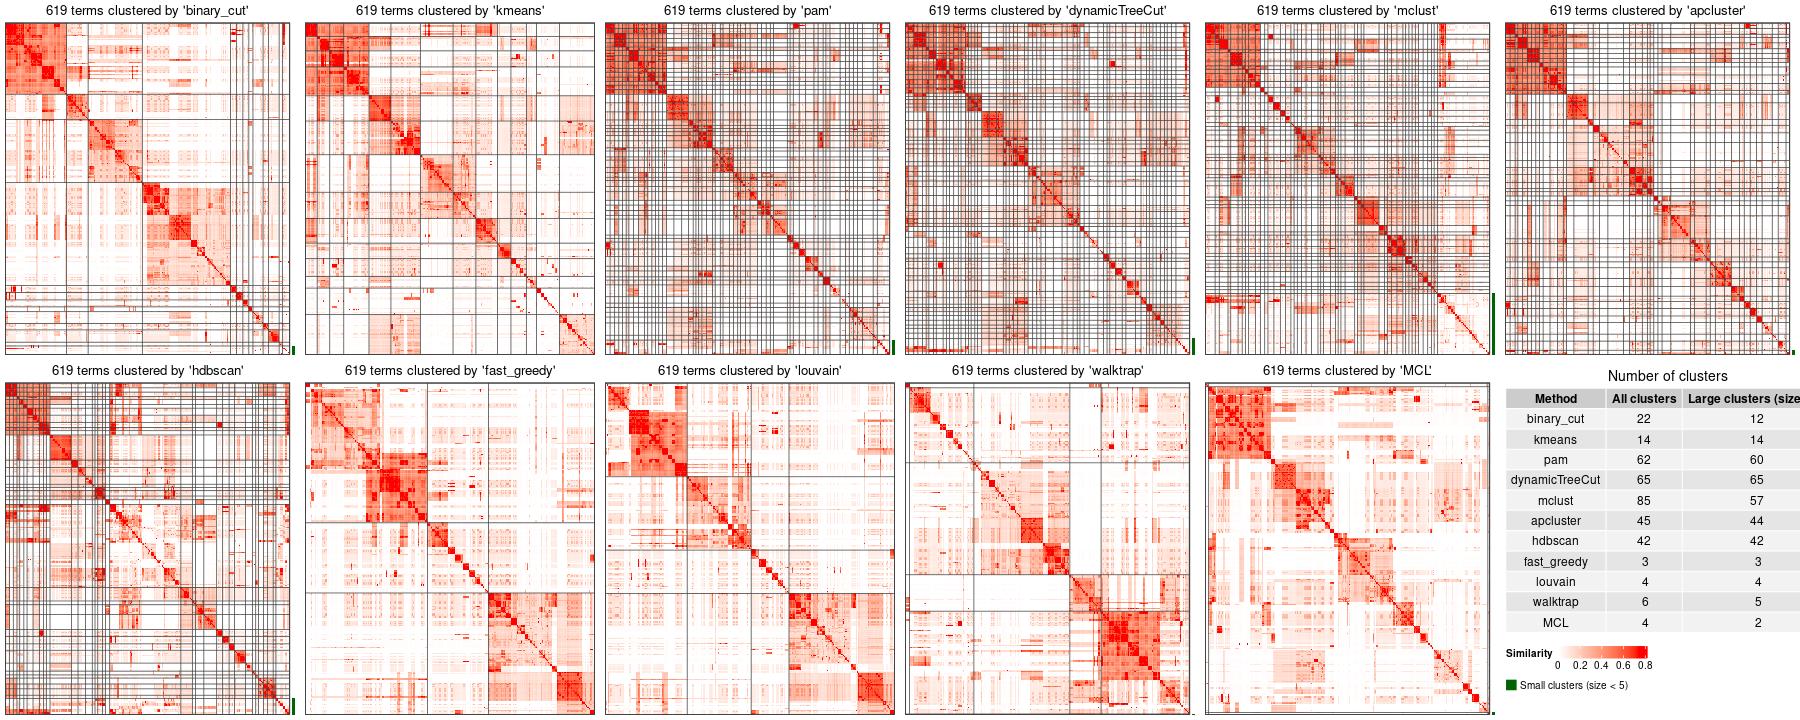 619 terms clustered by 'binary_cut'
619 terms clustered by 'kmeans'
619 terms clustered by 'pam'
619 terms clustered by 'dynamicTreeCut'
619 terms clustered by 'mclust'
619 terms clustered by 'apcluster'
619 terms clustered by 'hdbscan'
619 terms clustered by 'fast_greedy'
619 terms clustered by 'louvain'
619 terms clustered by 'walktrap'
619 terms clustered by 'MCL'
Number of clusters
Method All clusters Large clusters (size
binary_cut 22 12
kmeans 14 14
pam 62 60
dynamicTreeCut 65 65
mclust 85 57
apcluster 45 44
hdbscan 42 42
fast_greedy 3 3
louvain 4 4
walktrap 6 5
MCL 4 2
Similarity
0 0.2 0.4 0.6 0.8
Small clusters (size < 5)